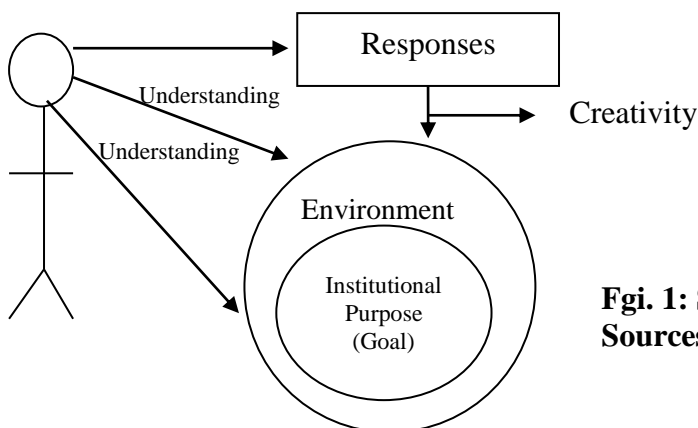 Responses
Understanding
Creativity
Understanding
Environment
Institutional
Purpose
(Goal)
Fgi. 1:
Sources